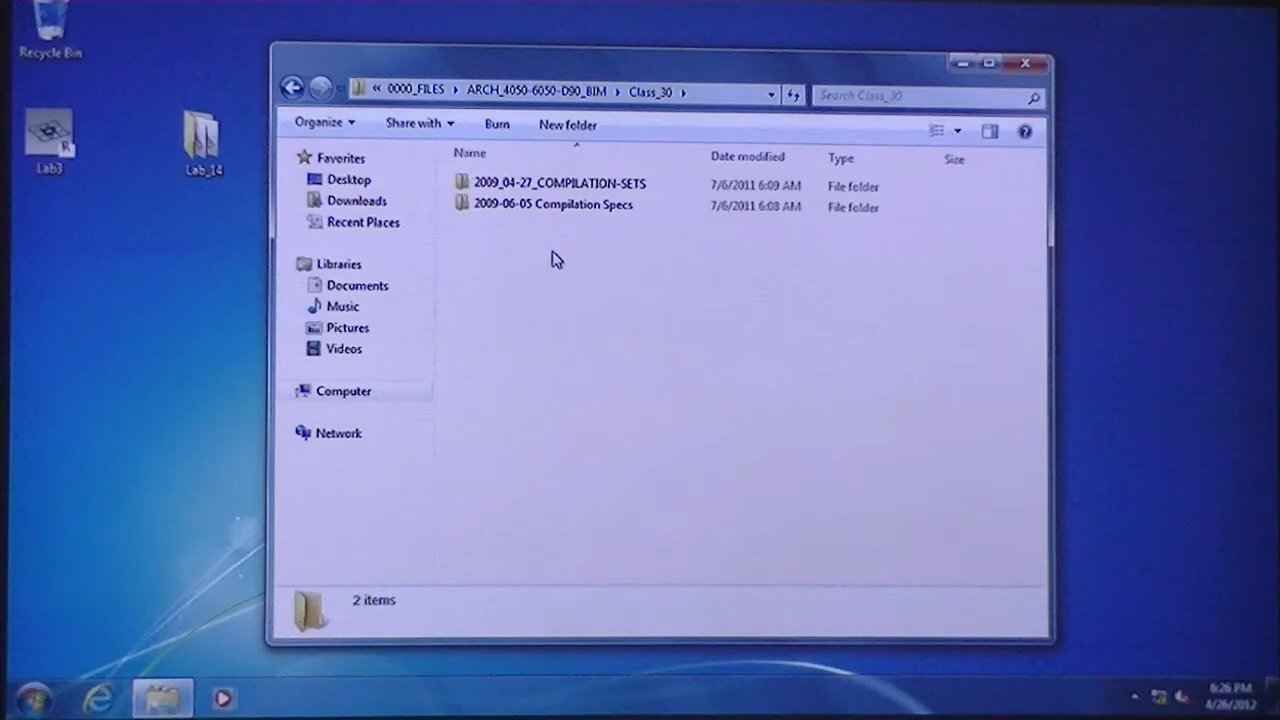 Recycle Bin
Lab3
Lab_14
« 0000_FILES ARCH_4050-6050-D90_BIM Class_30
Search Class_30
Organize Share with Burn New folder
Name Date modified Type Size
2009_04-27_COMPILATION-SETS 7/6/2011 6:09 AM File folder
2009-06-05 Compilation Specs 7/6/2011 6:08 AM File folder
Favorites
Desktop
Downloads
Recent Places
Libraries
Documents
Music
Pictures
Videos
Computer
Network
2 items
6:26 PM
4/26/2012